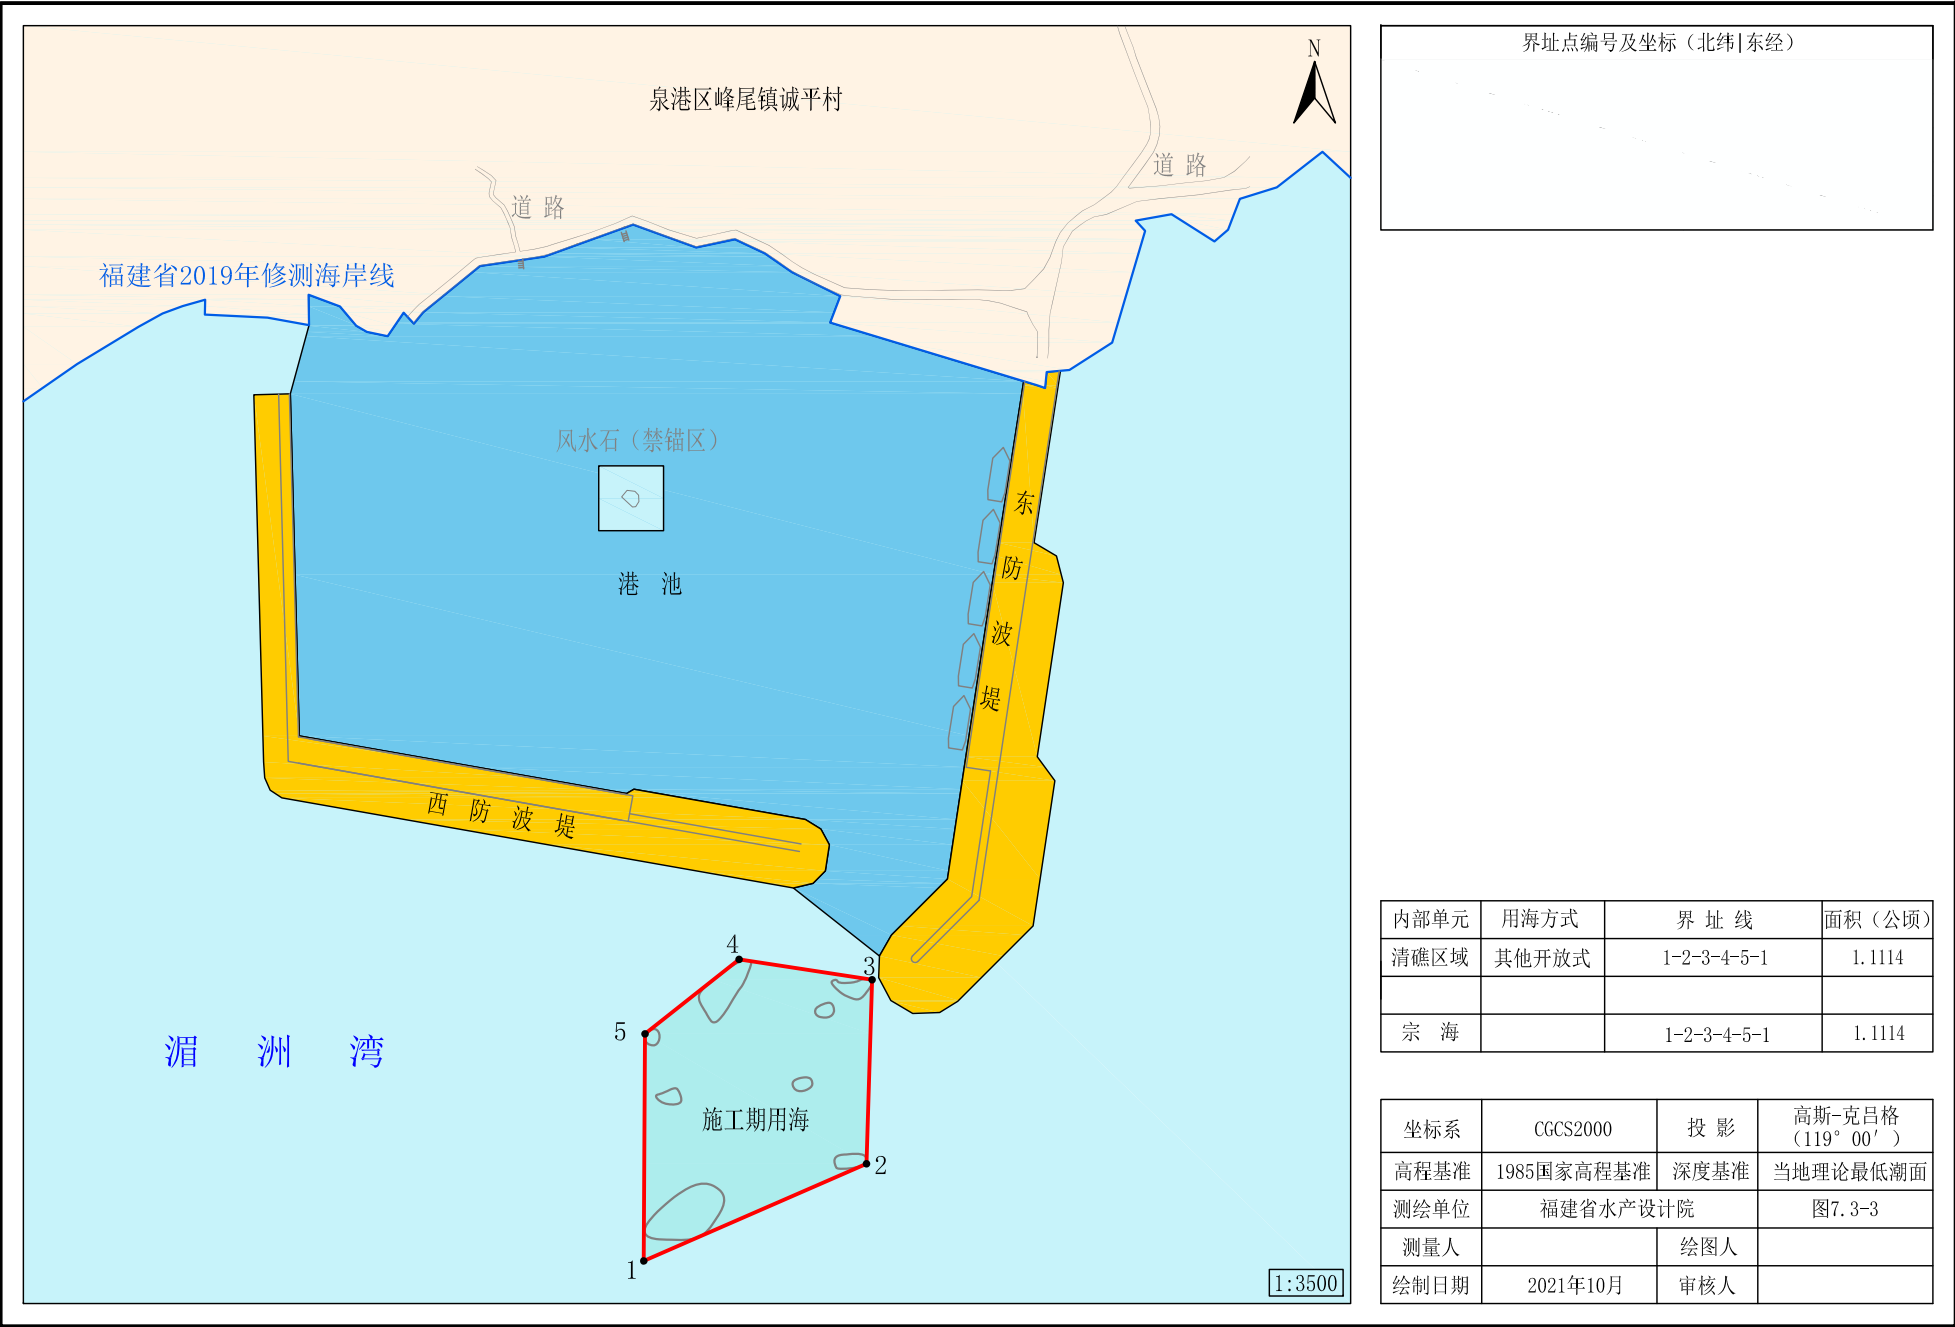 界址点编号及坐标（北纬|东经）
N
泉港区峰尾镇诚平村
道 路
道 路
福建省2019年修测海岸线
风水石（禁锚区）
港 池
东防波堤
西防波堤
4
3
5
湄洲湾
施工期用海
2
1
1:3500
内部单元 用海方式 界 址 线 面积（公顷）
清礁区域 其他开放式 1-2-3-4-5-1 1.1114
宗 海 1-2-3-4-5-1 1.1114
坐标系 CGCS2000 投 影 高斯-克吕格
（119°00′）
高程基准 1985国家高程基准 深度基准 当地理论最低潮面
测绘单位 福建省水产设计院 图7.3-3
测量人 绘图人
绘制日期 2021年10月 审核人